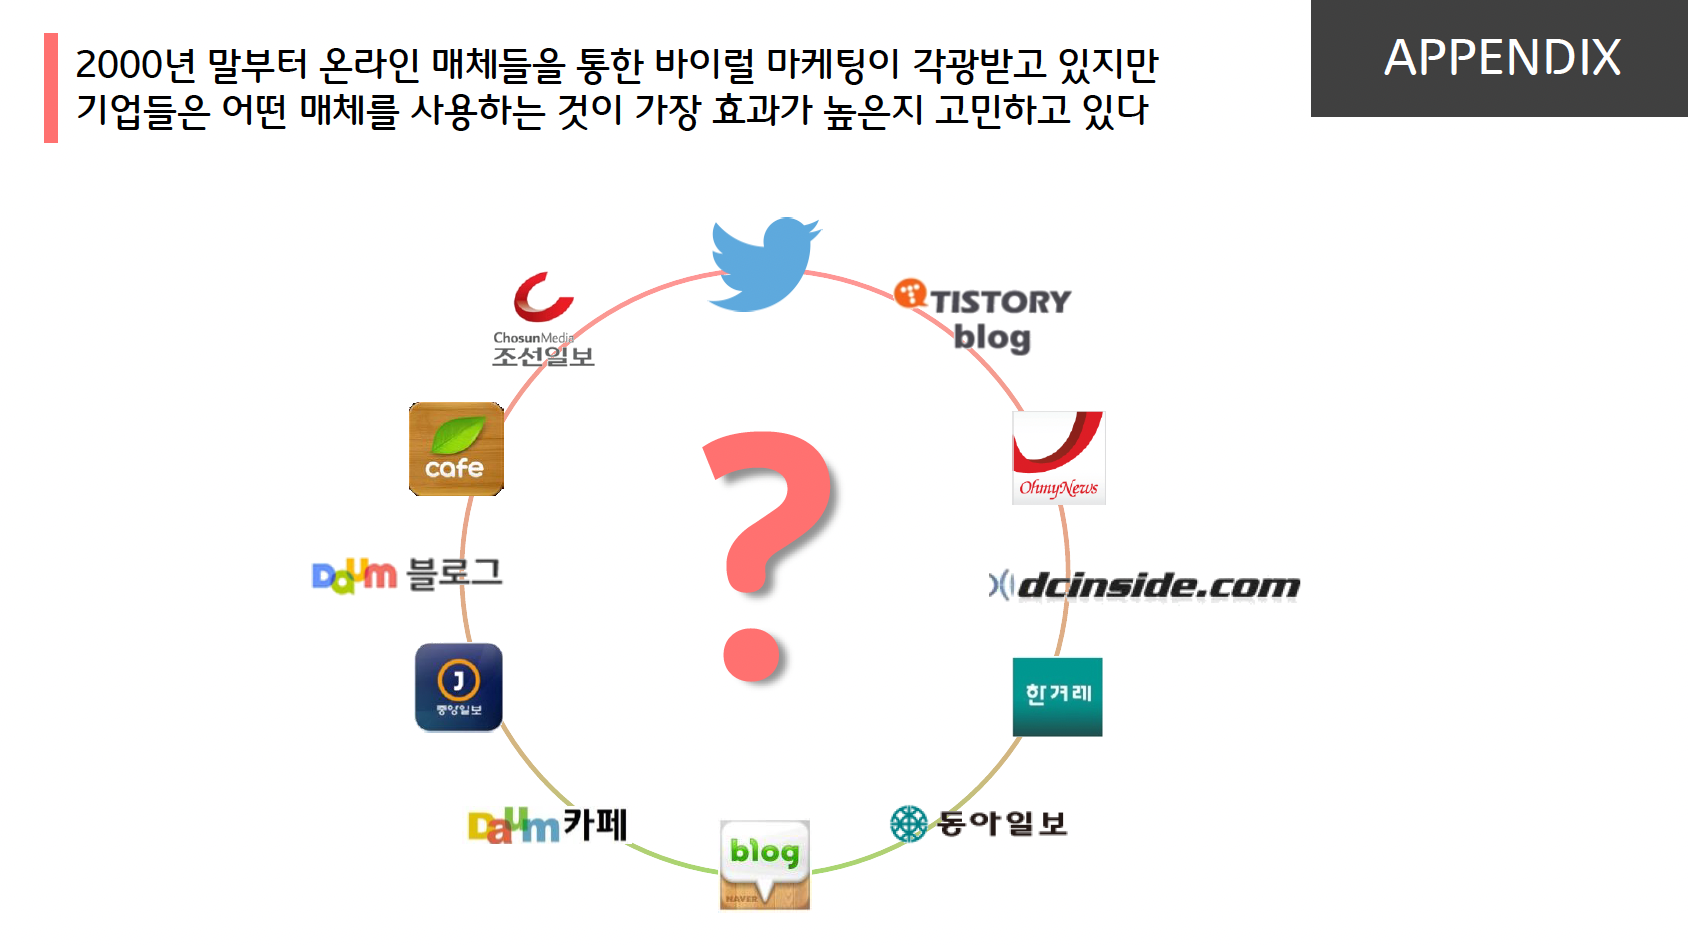 2000년 말부터 온라인 매체들을 통한 바이럴 마케팅이 각광받고 있지만
기업들은 어떤 매체를 사용하는 것이 가장 효과가 높은지 고민하고 있다
APPENDIX
TISTORY
blog
ChosunMedia
조선일보
cafe
OhmyNews
Daum 블로그
dcinside.com
J
중앙일보
한겨레
Daum 카페
blog
NAVER
동아일보
?